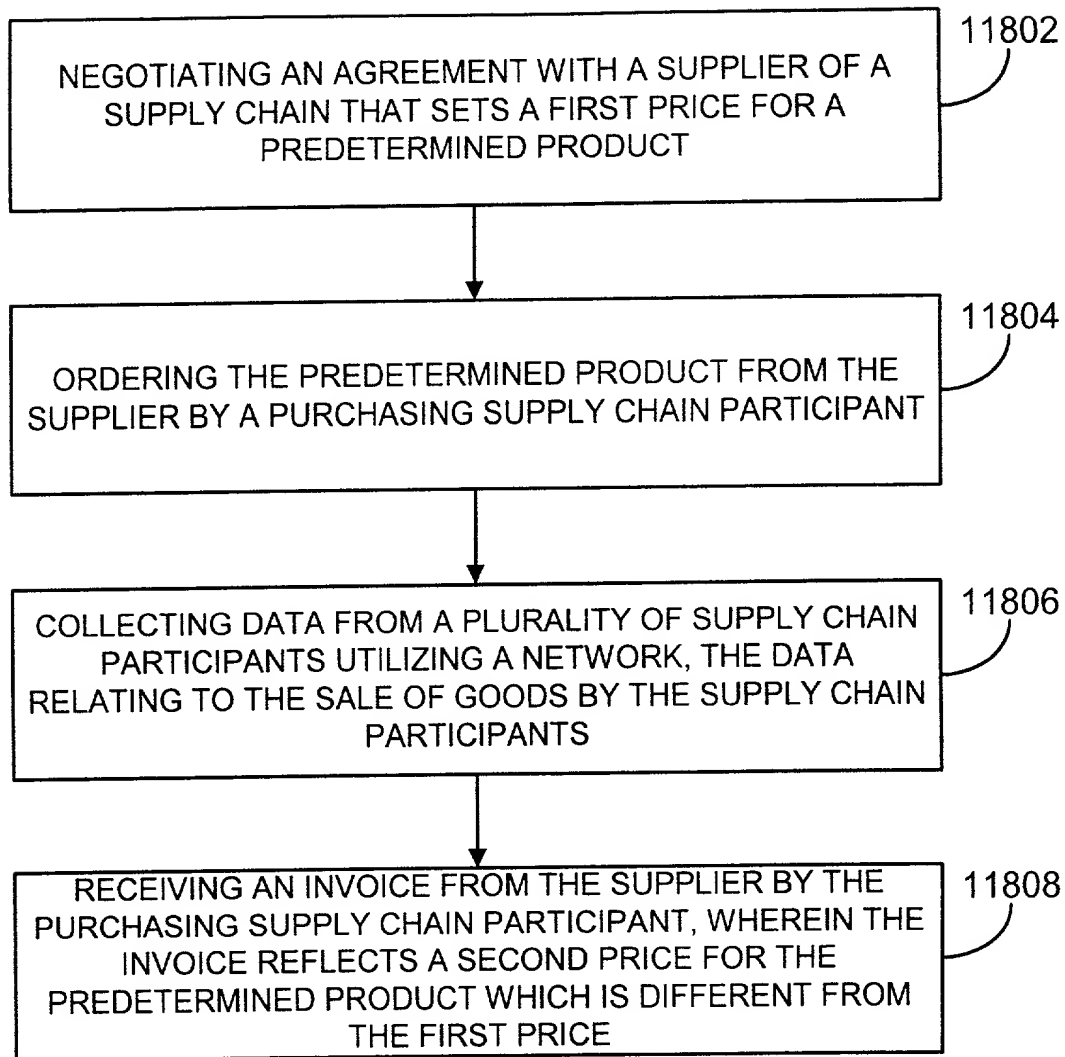 11802
NEGOTIATING AN AGREEMENT WITH A SUPPLIER OF A
SUPPLY CHAIN THAT SETS A FIRST PRICE FOR A
PREDETERMINED PRODUCT
11804
ORDERING THE PREDETERMINED PRODUCT FROM THE
SUPPLIER BY A PURCHASING SUPPLY CHAIN PARTICIPANT
11806
COLLECTING DATA FROM A PLURALITY OF SUPPLY CHAIN
PARTICIPANTS UTILIZING A NETWORK, THE DATA
RELATING TO THE SALE OF GOODS BY THE SUPPLY CHAIN
PARTICIPANTS
11808
RECEIVING AN INVOICE FROM THE SUPPLIER BY THE
PURCHASING SUPPLY CHAIN PARTICIPANT, WHEREIN THE
INVOICE REFLECTS A SECOND PRICE FOR THE
PREDETERMINED PRODUCT WHICH IS DIFFERENT FROM
THE FIRST PRICE